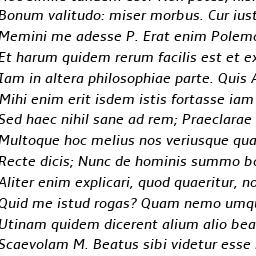 Bonum valitudo: miser morbus. Cur iust
Memini me adesse P. Erat enim Polemo
Et harum quidem rerum facilis est et ex
Iam in altera philosophiae parte. Quis A
Mihi enim erit isdem istis fortasse iam
Sed haec nihil sane ad rem; Praeclarae
Multoque hoc melius nos veriusque qua
Recte dicis; Nunc de hominis summo bo
Aliter enim explicari, quod quaeritur, no
Quid me istud rogas? Quam nemo umqu
Utinam quidem dicerent alium alio bea
Scaevolam M. Beatus sibi videtur esse